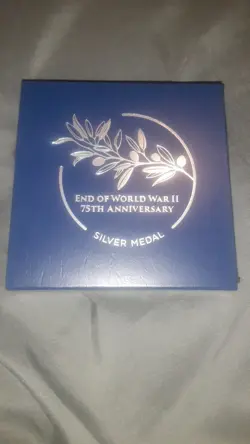 END OF WORLD WAR II
75TH ANNIVERSARY
SILVER MEDAL